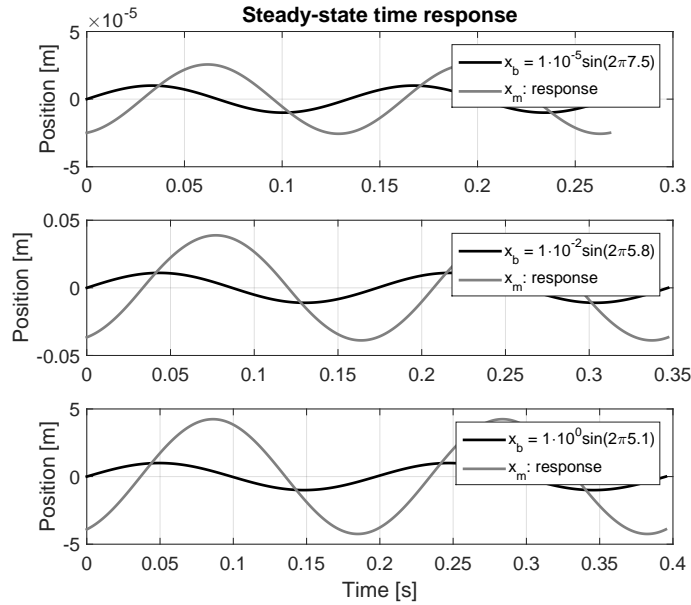 Steady-state time response
×10⁻⁵
Position [m]
5
0
-5
0 0.05 0.1 0.15 0.2 0.25 0.3
x_b = 1·10⁻⁵sin(2π7.5)
x_m: response
Position [m]
0.05
0
-0.05
0 0.05 0.1 0.15 0.2 0.25 0.3 0.35
x_b = 1·10⁻²sin(2π5.8)
x_m: response
Position [m]
5
0
-5
0 0.05 0.1 0.15 0.2 0.25 0.3 0.35 0.4
x_b = 1·10⁰sin(2π5.1)
x_m: response
Time [s]